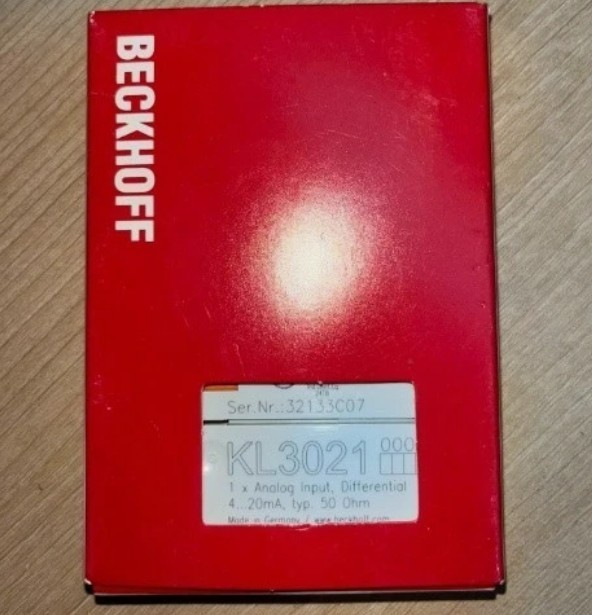 BECKHOFF
Ser.Nr.:32133C07
KL3021 000
1 x Analog Input, Differential
4...20mA, typ. 50 Ohm
Made in Germany / www.beckhoff.com